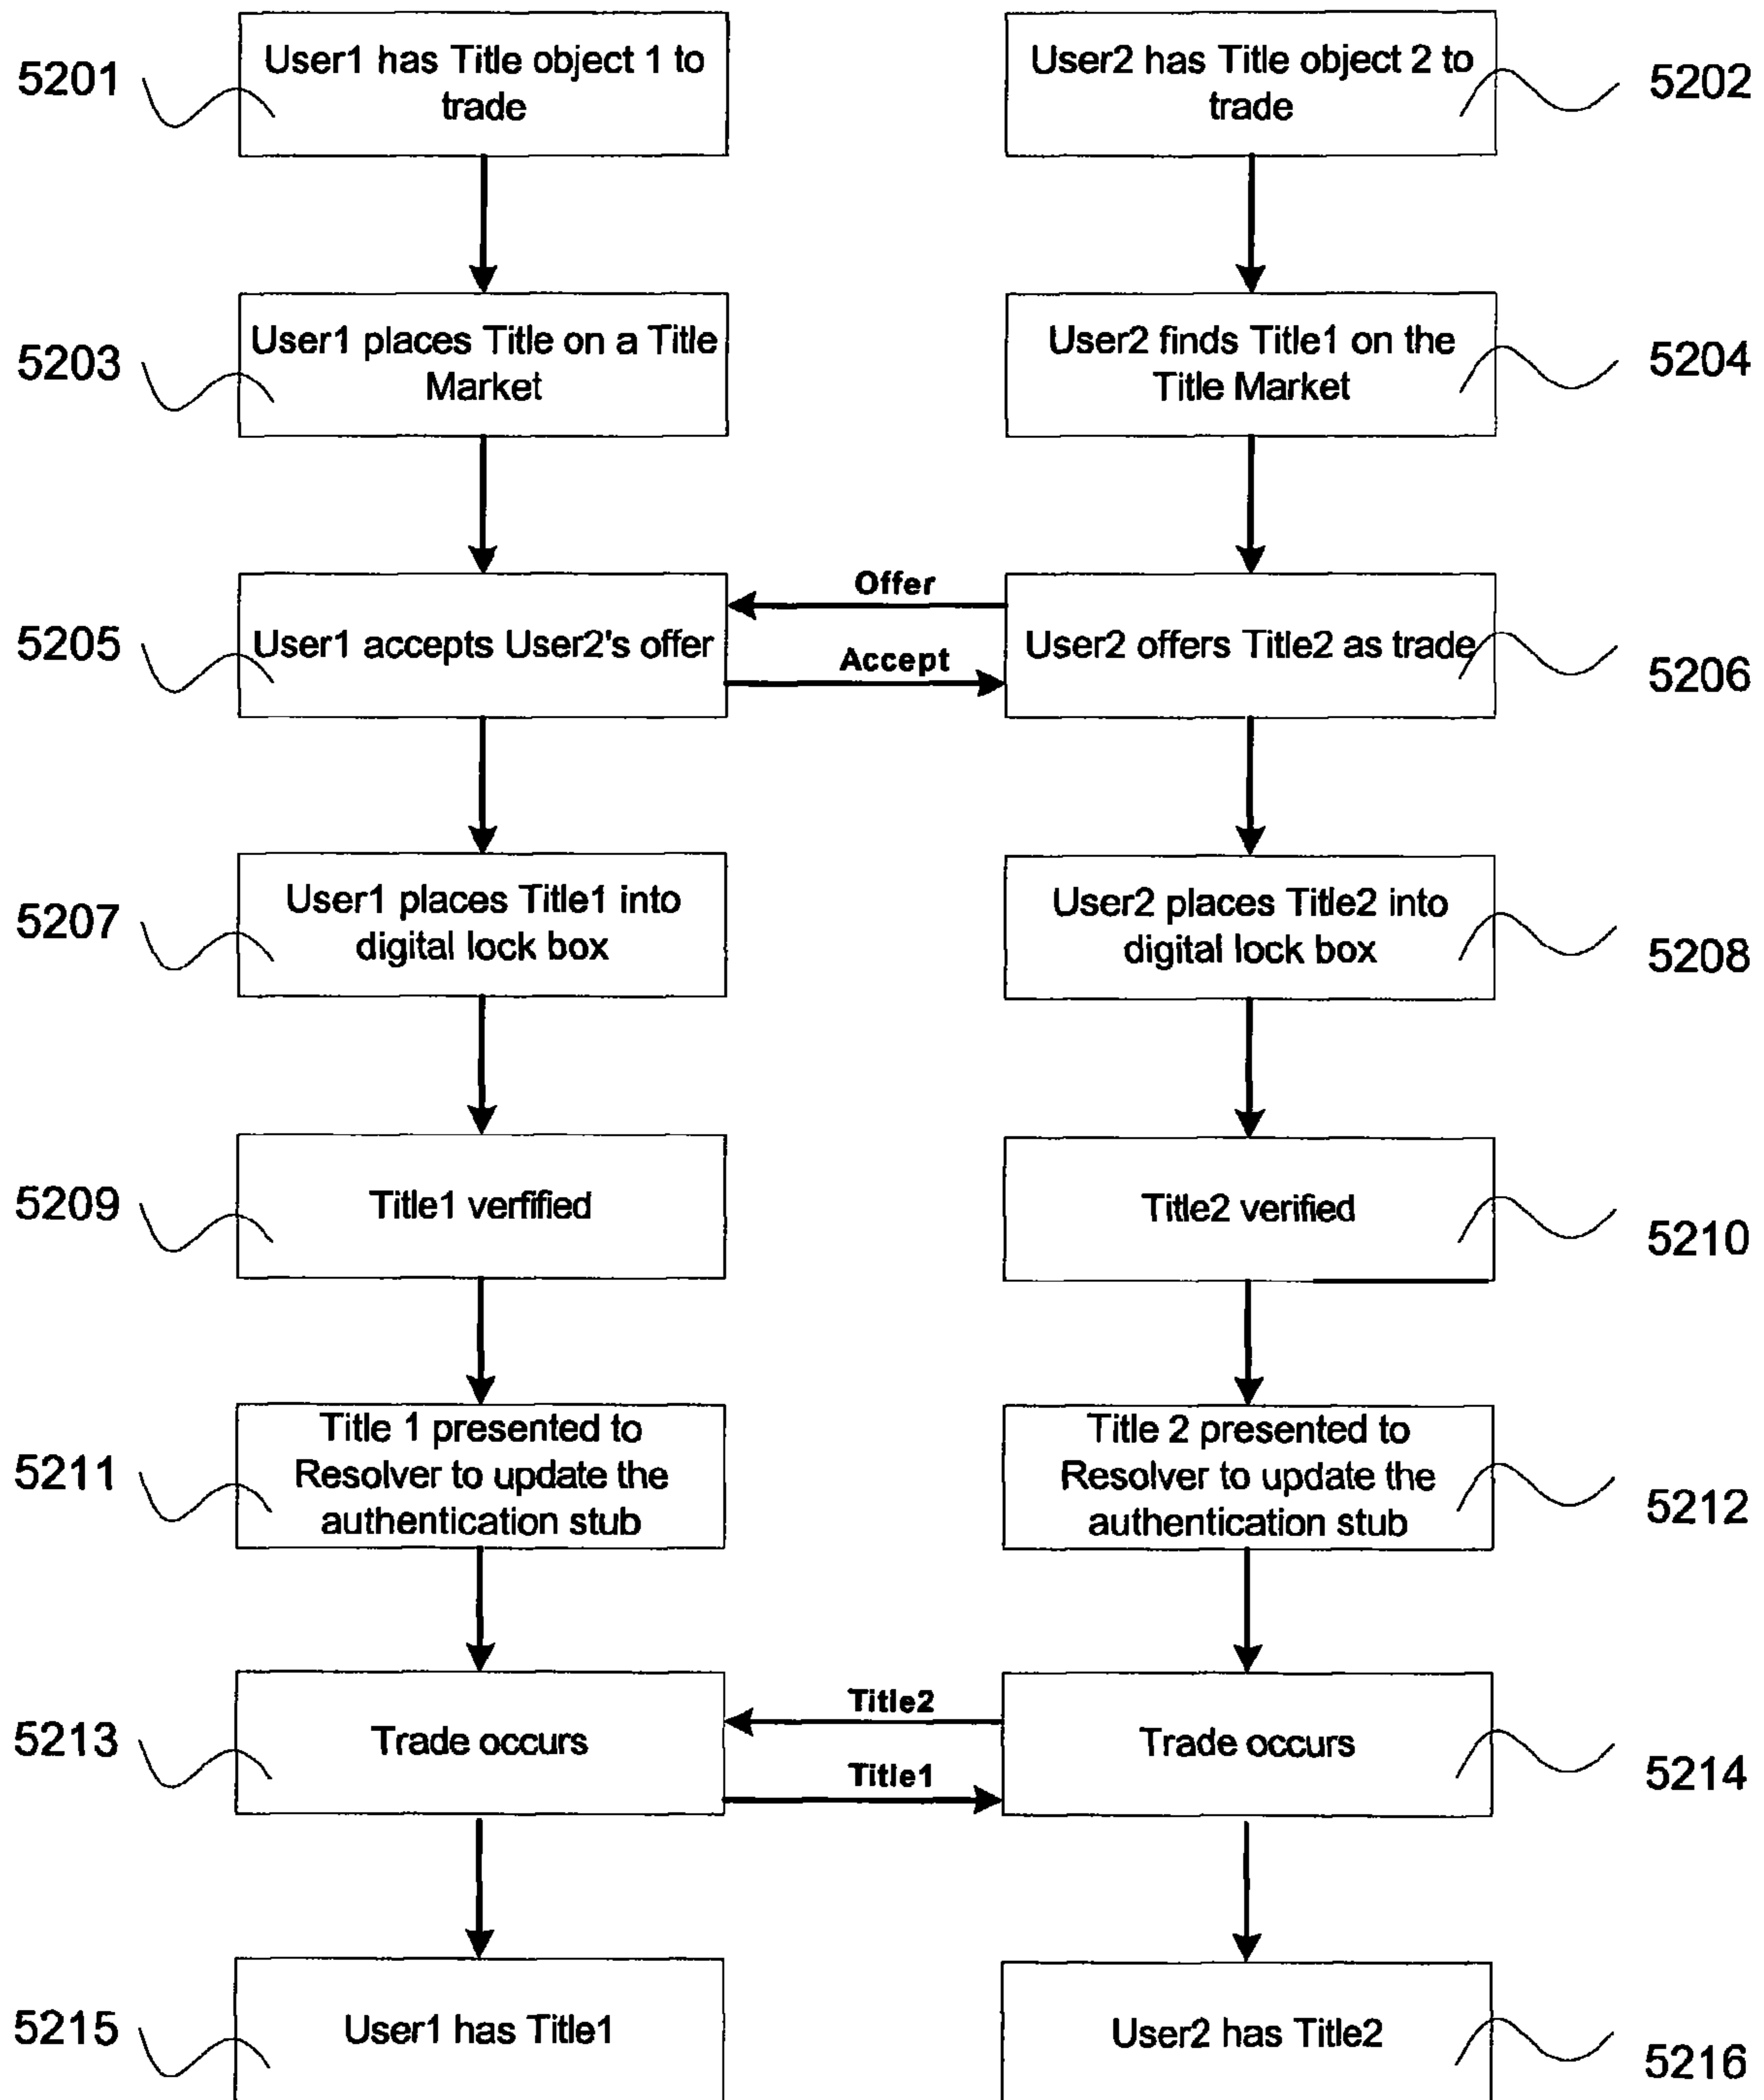 5201
User1 has Title object 1 to
trade
User2 has Title object 2 to
trade
5202
5203
User1 places Title on a Title
Market
User2 finds Title1 on the
Title Market
5204
5205
User1 accepts User2's offer
Offer
Accept
User2 offers Title2 as trade
5206
5207
User1 places Title1 into
digital lock box
User2 places Title2 into
digital lock box
5208
5209
Title1 verfified
Title2 verified
5210
5211
Title 1 presented to
Resolver to update the
authentication stub
Title 2 presented to
Resolver to update the
authentication stub
5212
5213
Trade occurs
Title2
Title1
Trade occurs
5214
5215
User1 has Title1
User2 has Title2
5216